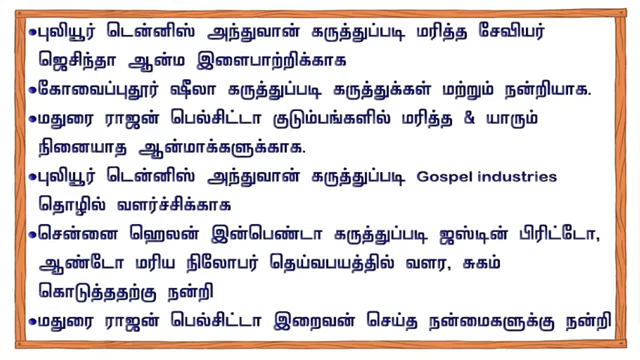 •புலியூர் டென்னிஸ் அந்துவான் கருத்துப்படி மரித்த சேவியர்
ஜெசிந்தா ஆன்ம இளைபாற்றிக்காக
•கோவைப்புதூர் ஷீலா கருத்துப்படி கருத்துக்கள் மற்றும் நன்றியாக.
•மதுரை ராஜன் பெல்சிட்டா குடும்பங்களில் மரித்த & யாரும்
நினையாத ஆன்மாக்களுக்காக.
•புலியூர் டென்னிஸ் அந்துவான் கருத்துப்படி Gospel industries
தொழில் வளர்ச்சிக்காக
•சென்னை ஹெலன் இன்பெண்டா கருத்துப்படி ஜஸ்டின் பிரிட்டோ,
ஆண்டோ மரிய நிலோபர் தெய்வபயத்தில் வளர, சுகம்
கொடுத்ததற்கு நன்றி
•மதுரை ராஜன் பெல்சிட்டா இறைவன் செய்த நன்மைகளுக்கு நன்றி